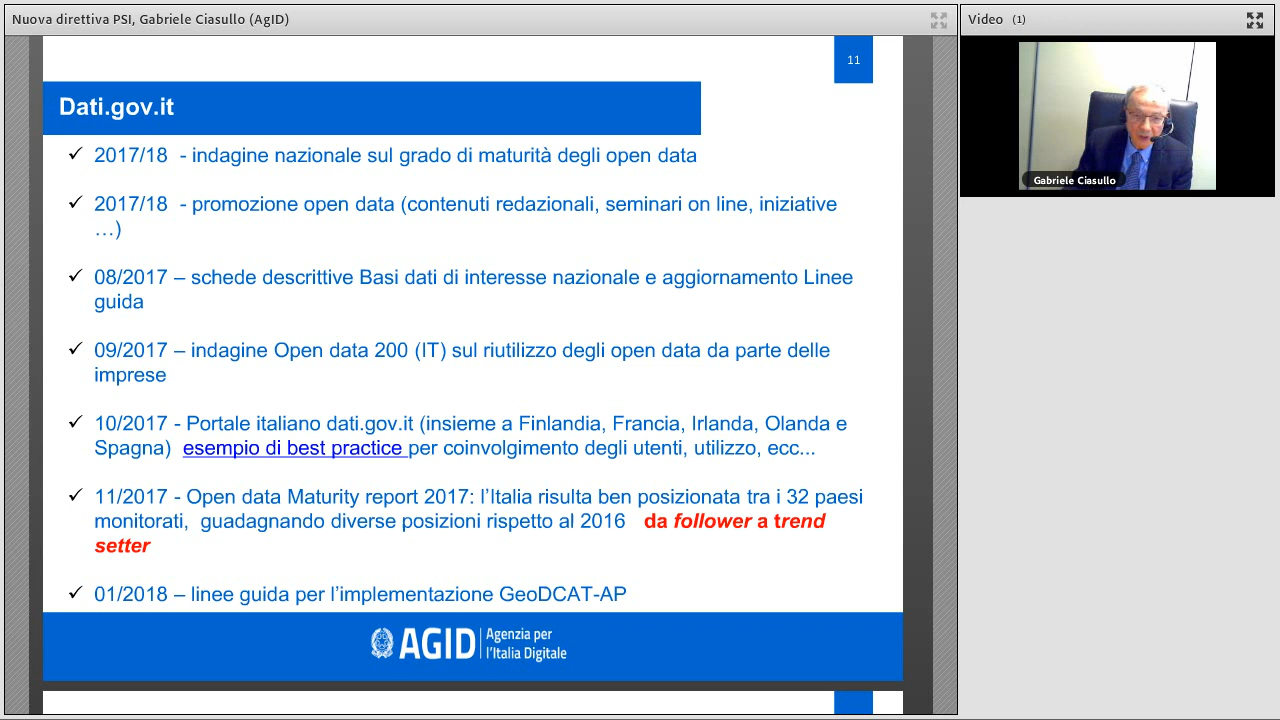 Nuova direttiva PSI, Gabriele Ciasullo (AgID)
Video (1)
11
Dati.gov.it
2017/18 - indagine nazionale sul grado di maturità degli open data
2017/18 - promozione open data (contenuti redazionali, seminari on line, iniziative
…)
08/2017 – schede descrittive Basi dati di interesse nazionale e aggiornamento Linee
guida
09/2017 – indagine Open data 200 (IT) sul riutilizzo degli open data da parte delle
imprese
10/2017 - Portale italiano dati.gov.it (insieme a Finlandia, Francia, Irlanda, Olanda e
Spagna) esempio di best practice per coinvolgimento degli utenti, utilizzo, ecc...
11/2017 - Open data Maturity report 2017: l’Italia risulta ben posizionata tra i 32 paesi
monitorati, guadagnando diverse posizioni rispetto al 2016 da follower a trend
setter
01/2018 – linee guida per l’implementazione GeoDCAT-AP
AGID Agenzia per
l’Italia Digitale
Gabriele Ciasullo